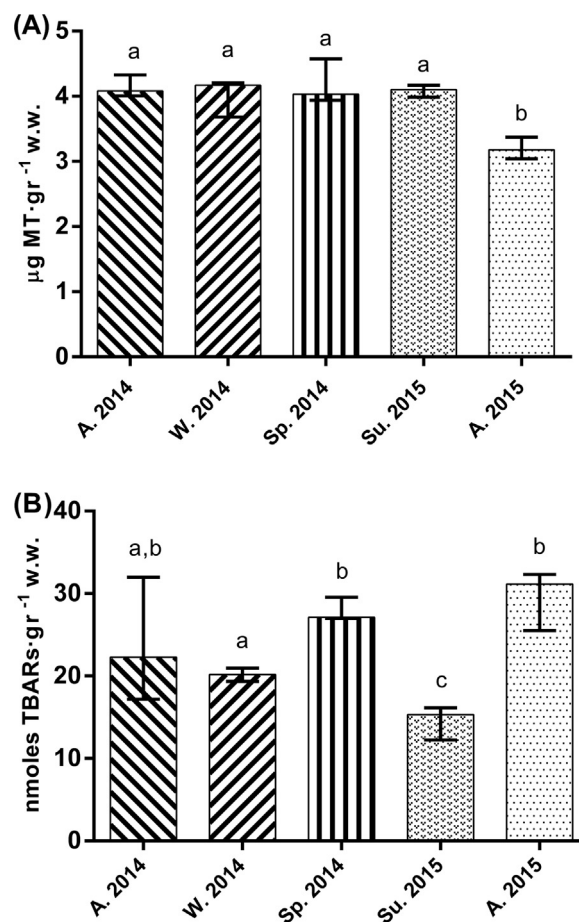 (A)
µg MT·gr⁻¹ w.w.
5
4
3
2
1
0
a
a
a
a
b
A. 2014
W. 2014
Sp. 2014
Su. 2015
A. 2015
(B)
nmoles TBARs·gr⁻¹ w.w.
40
30
20
10
0
a,b
a
b
c
b
A. 2014
W. 2014
Sp. 2014
Su. 2015
A. 2015